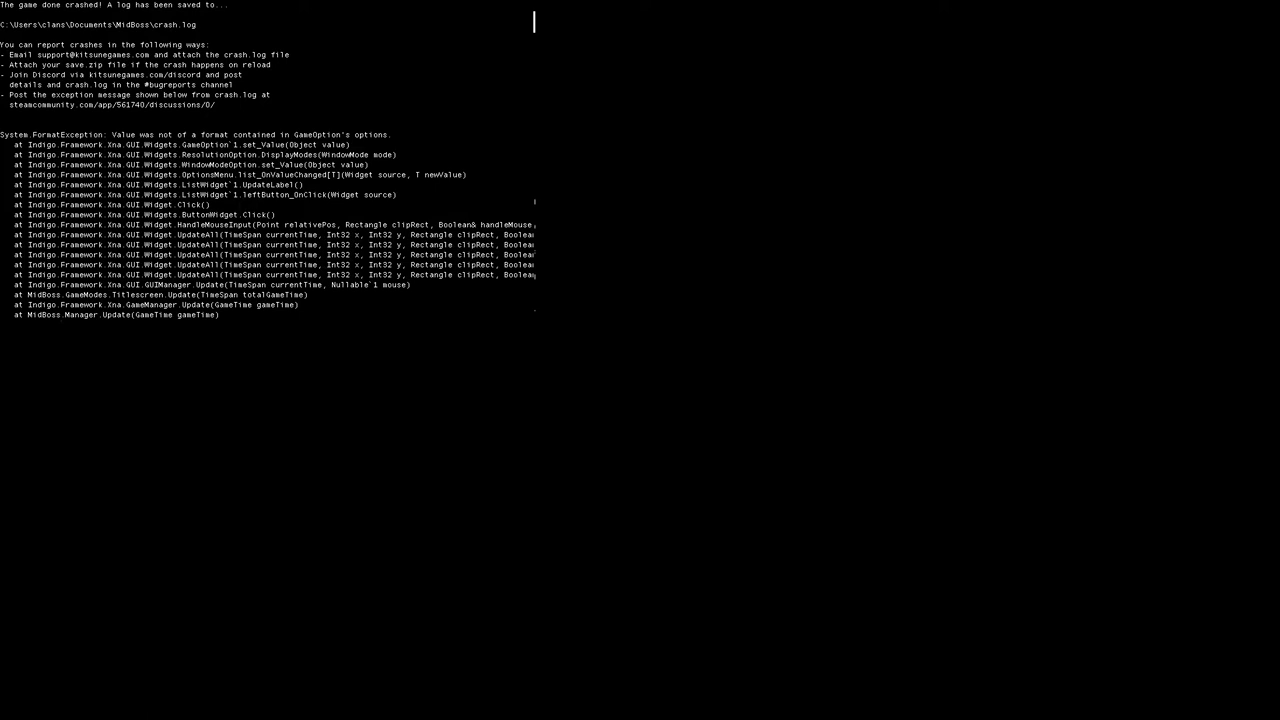 The game done crashed! A log has been saved to...
C:\Users\clans\Documents\MidBoss\crash.log
You can report crashes in the following ways:
- Email support@kitsunegames.com and attach the crash.log file
- Attach your save.zip file if the crash happens on reload
- Join Discord via kitsunegames.com/discord and post
details and crash.log in the #bugreports channel
- Post the exception message shown below from crash.log at
steamcommunity.com/app/561740/discussions/0/
System.FormatException: Value was not of a format contained in GameOption's options.
at Indigo.Framework.Xna.GUI.Widgets.GameOption`1.set_Value(Object value)
at Indigo.Framework.Xna.GUI.Widgets.ResolutionOption.DisplayModes(WindowMode mode)
at Indigo.Framework.Xna.GUI.Widgets.WindowModeOption.set_Value(Object value)
at Indigo.Framework.Xna.GUI.Widgets.OptionsMenu.list_OnValueChanged[T](Widget source, T newValue)
at Indigo.Framework.Xna.GUI.Widgets.ListWidget`1.UpdateLabel()
at Indigo.Framework.Xna.GUI.Widgets.ListWidget`1.leftButton_OnClick(Widget source)
at Indigo.Framework.Xna.GUI.Widget.Click()
at Indigo.Framework.Xna.GUI.Widgets.ButtonWidget.Click()
at Indigo.Framework.Xna.GUI.Widget.HandleMouseInput(Point relativePos, Rectangle clipRect, Boolean& handleMouse,
at Indigo.Framework.Xna.GUI.Widget.UpdateAll(TimeSpan currentTime, Int32 x, Int32 y, Rectangle clipRect, Boolean
at Indigo.Framework.Xna.GUI.Widget.UpdateAll(TimeSpan currentTime, Int32 x, Int32 y, Rectangle clipRect, Boolean
at Indigo.Framework.Xna.GUI.Widget.UpdateAll(TimeSpan currentTime, Int32 x, Int32 y, Rectangle clipRect, Boolean
at Indigo.Framework.Xna.GUI.Widget.UpdateAll(TimeSpan currentTime, Int32 x, Int32 y, Rectangle clipRect, Boolean
at Indigo.Framework.Xna.GUI.Widget.UpdateAll(TimeSpan currentTime, Int32 x, Int32 y, Rectangle clipRect, Boolean
at Indigo.Framework.Xna.GUI.GUIManager.Update(TimeSpan currentTime, Nullable`1 mouse)
at MidBoss.GameModes.Titlescreen.Update(TimeSpan totalGameTime)
at Indigo.Framework.Xna.GameManager.Update(GameTime gameTime)
at MidBoss.Manager.Update(GameTime gameTime)